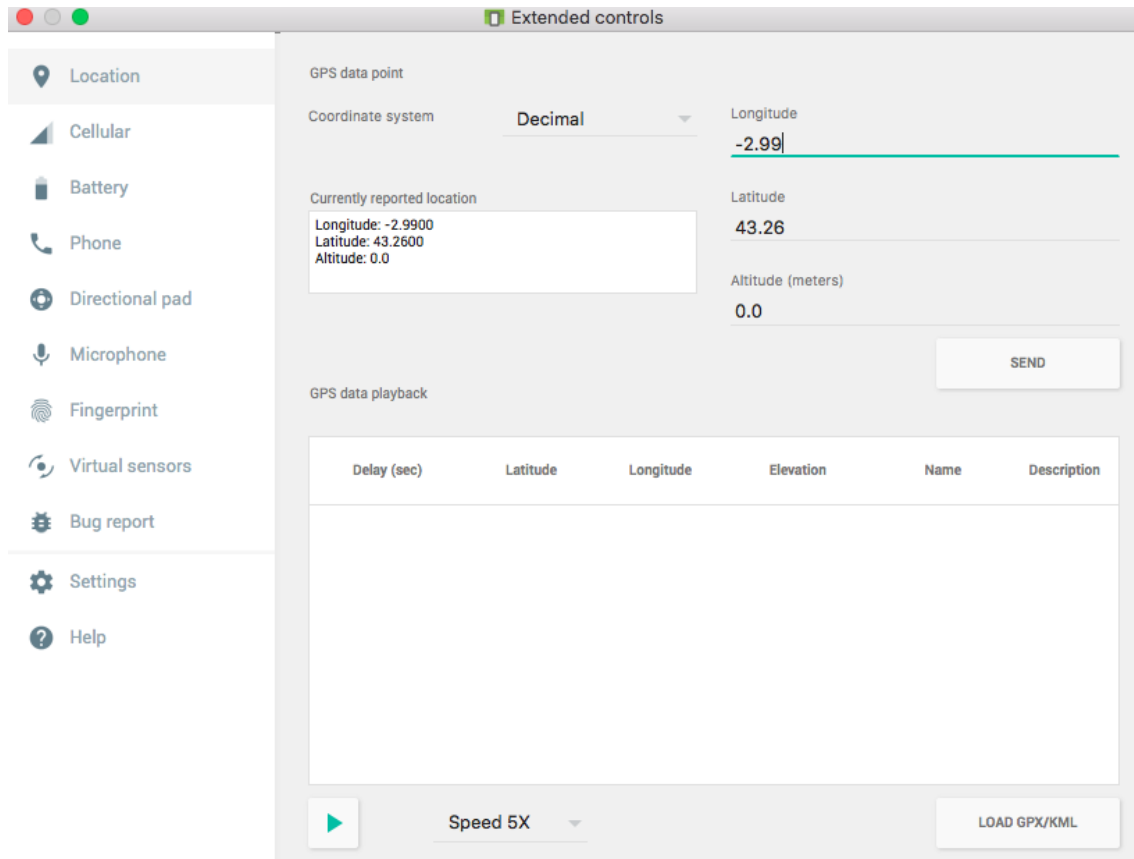 Extended controls
Location
Cellular
Battery
Phone
Directional pad
Microphone
Fingerprint
Virtual sensors
Bug report
Settings
Help
GPS data point
Coordinate system
Decimal
Longitude
-2.99
Currently reported location
Longitude: -2.9900
Latitude: 43.2600
Altitude: 0.0
Latitude
43.26
Altitude (meters)
0.0
SEND
GPS data playback
Delay (sec) Latitude Longitude Elevation Name Description
Speed 5X
LOAD GPX/KML